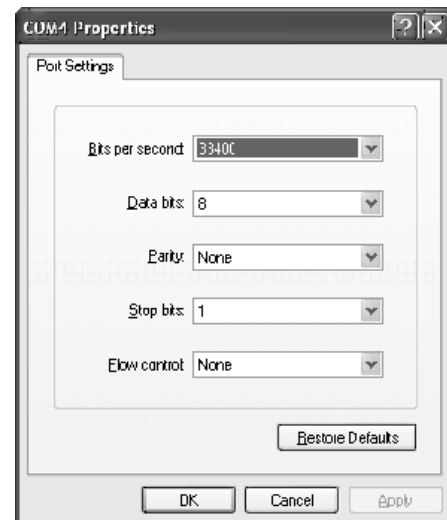 COM4 Properties
Port Settings
Bits per second: 38400
Data bits: 8
Parity: None
Stop bits: 1
Flow control: None
Restore Defaults
OK Cancel Apply